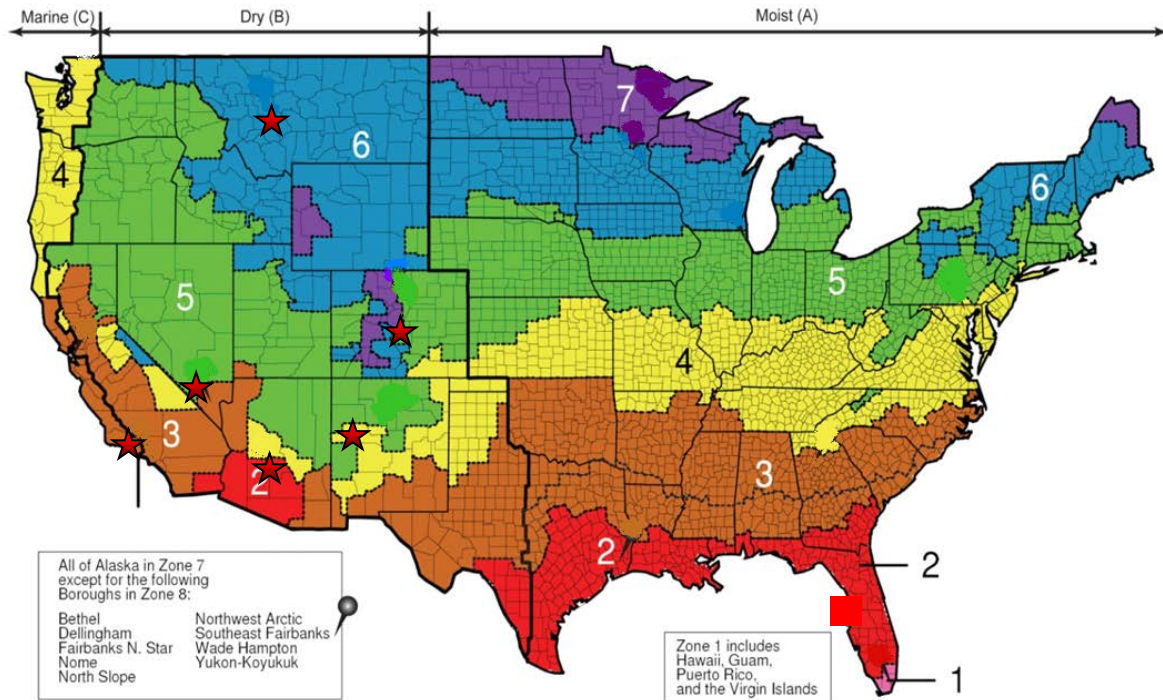 Marine (C) Dry (B) Moist (A)
7
6
4
6
5
5
4
3
3
2
2
2
1
All of Alaska in Zone 7
except for the following
Boroughs in Zone 8:
Bethel Northwest Arctic
Dellingham Southeast Fairbanks
Fairbanks N. Star Wade Hampton
Nome Yukon-Koyukuk
North Slope
Zone 1 includes
Hawaii, Guam,
Puerto Rico,
and the Virgin Islands